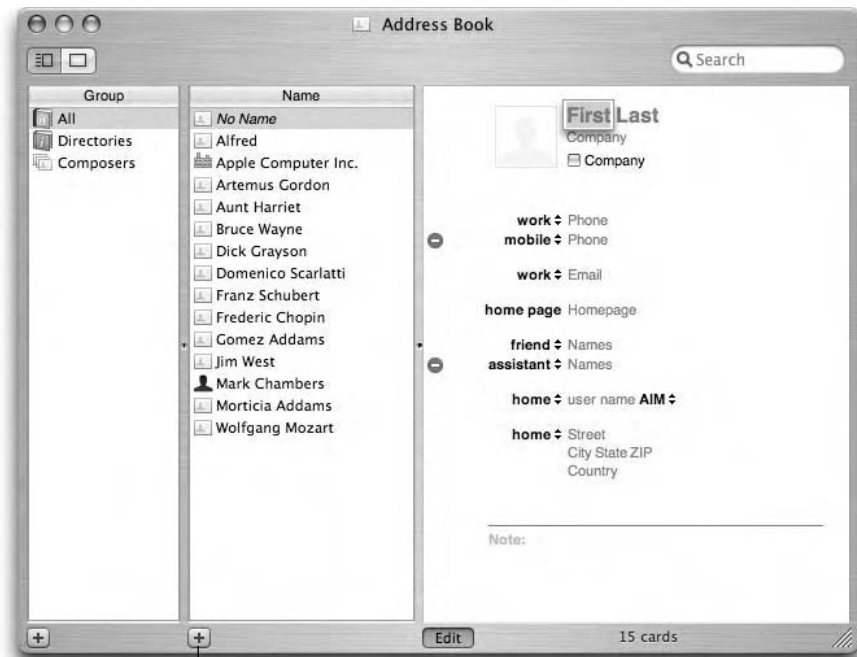 Address Book
Search
Group
All
Directories
Composers
Name
No Name
Alfred
Apple Computer Inc.
Artemus Gordon
Aunt Harriet
Bruce Wayne
Dick Grayson
Domenico Scarlatti
Franz Schubert
Frederic Chopin
Gomez Addams
Jim West
Mark Chambers
Morticia Addams
Wolfgang Mozart
First Last
Company
Company
work Phone
mobile Phone
work Email
home page Homepage
friend Names
assistant Names
home user name AIM
home Street
City State ZIP
Country
Note:
+
+
Edit
15 cards